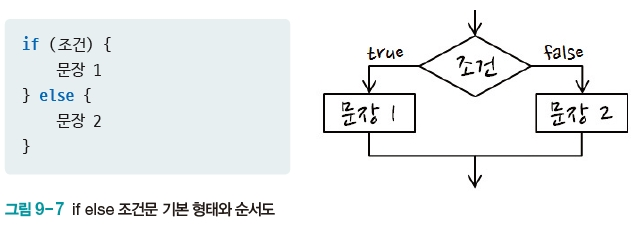 if (조건) {
문장 1
} else {
문장 2
}
true
false
조건
문장 1
문장 2
그림 9-7 if else 조건문 기본 형태와 순서도